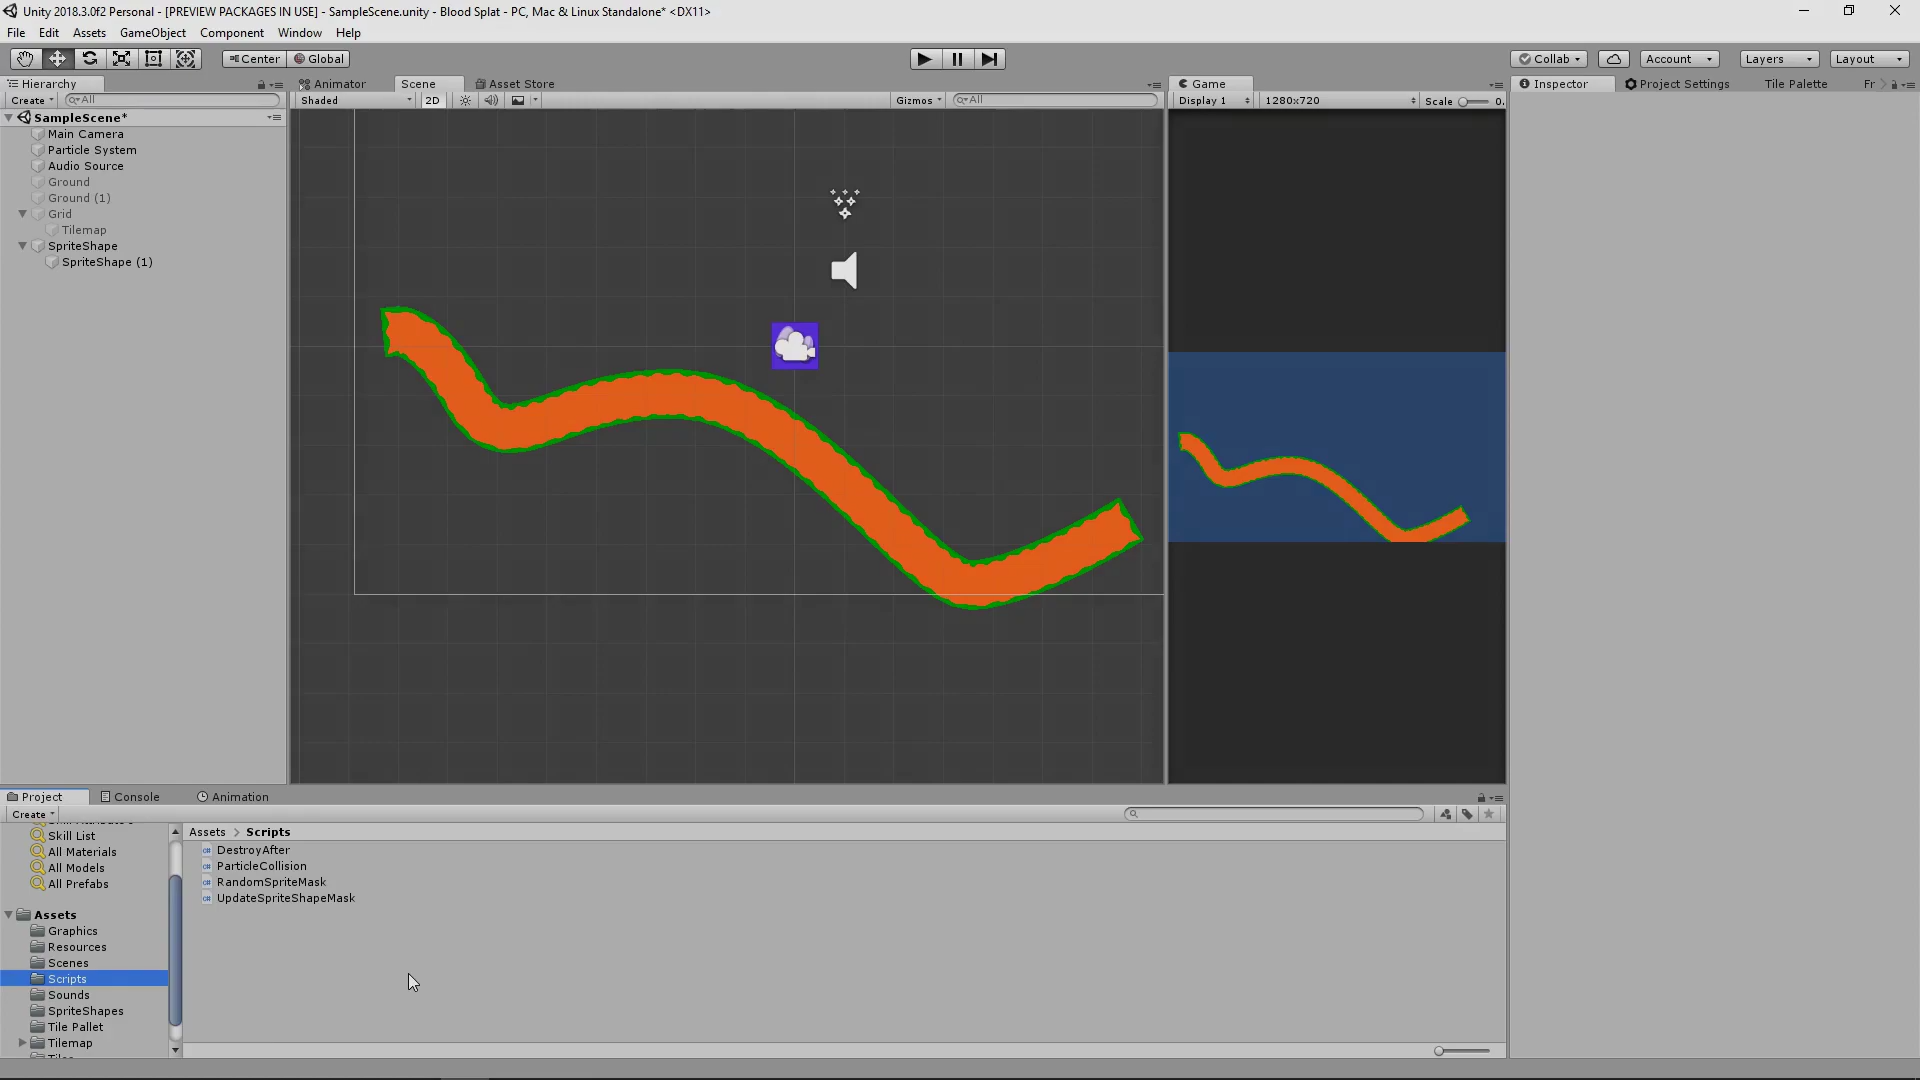 Unity 2018.3.0f2 Personal - [PREVIEW PACKAGES IN USE] - SampleScene.unity - Blood Splat - PC, Mac & Linux Standalone* <DX11>
File Edit Assets GameObject Component Window Help
Center Global Collab Account Layers Layout
Hierarchy Animator Scene Asset Store Game Inspector Project Settings Tile Palette Fr
Create All Shaded 2D Gizmos All Display 1 1280x720 Scale 0.
SampleScene*
Main Camera
Particle System
Audio Source
Ground
Ground (1)
Grid
Tilemap
SpriteShape
SpriteShape (1)
Project Console Animation
Create
Skill List
All Materials
All Models
All Prefabs
Assets
Graphics
Resources
Scenes
Scripts
Sounds
SpriteShapes
Tile Pallet
Tilemap
Assets > Scripts
DestroyAfter
ParticleCollision
RandomSpriteMask
UpdateSpriteShapeMask